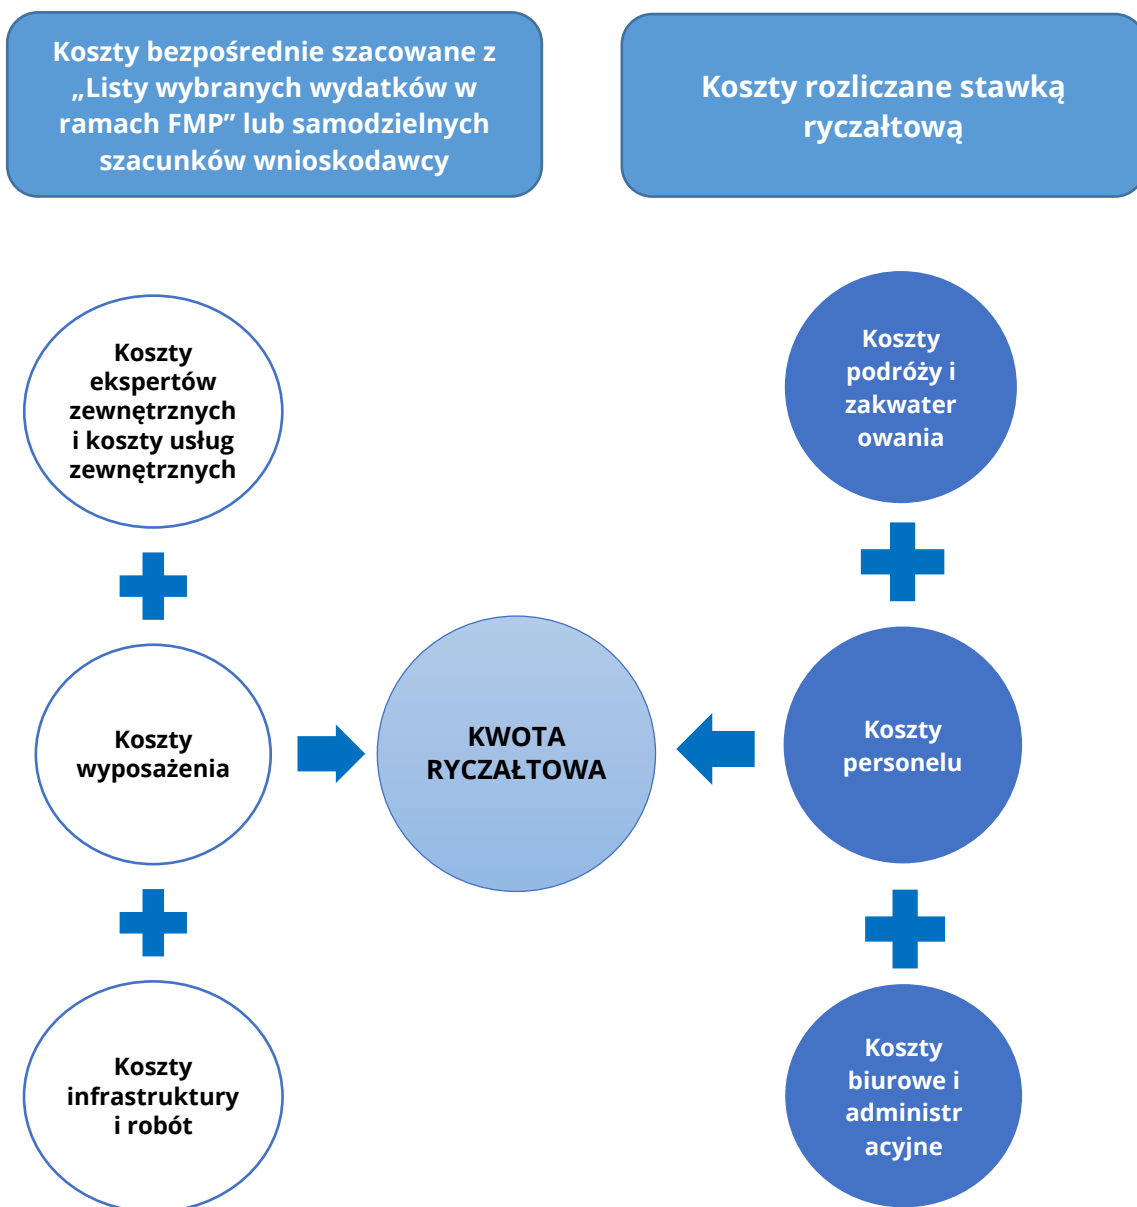 Koszty bezpośrednie szacowane z
„Listy wybranych wydatków w
ramach FMP” lub samodzielnych
szacunków wnioskodawcy
Koszty rozliczane stawką
ryczałtową
Koszty
ekspertów
zewnętrznych
i koszty usług
zewnętrznych
Koszty
podróży i
zakwater
owania
Koszty
wyposażenia
KWOTA
RYCZAŁTOWA
Koszty
personelu
Koszty
infrastruktury
i robót
Koszty
biurowe i
administr
acyjne